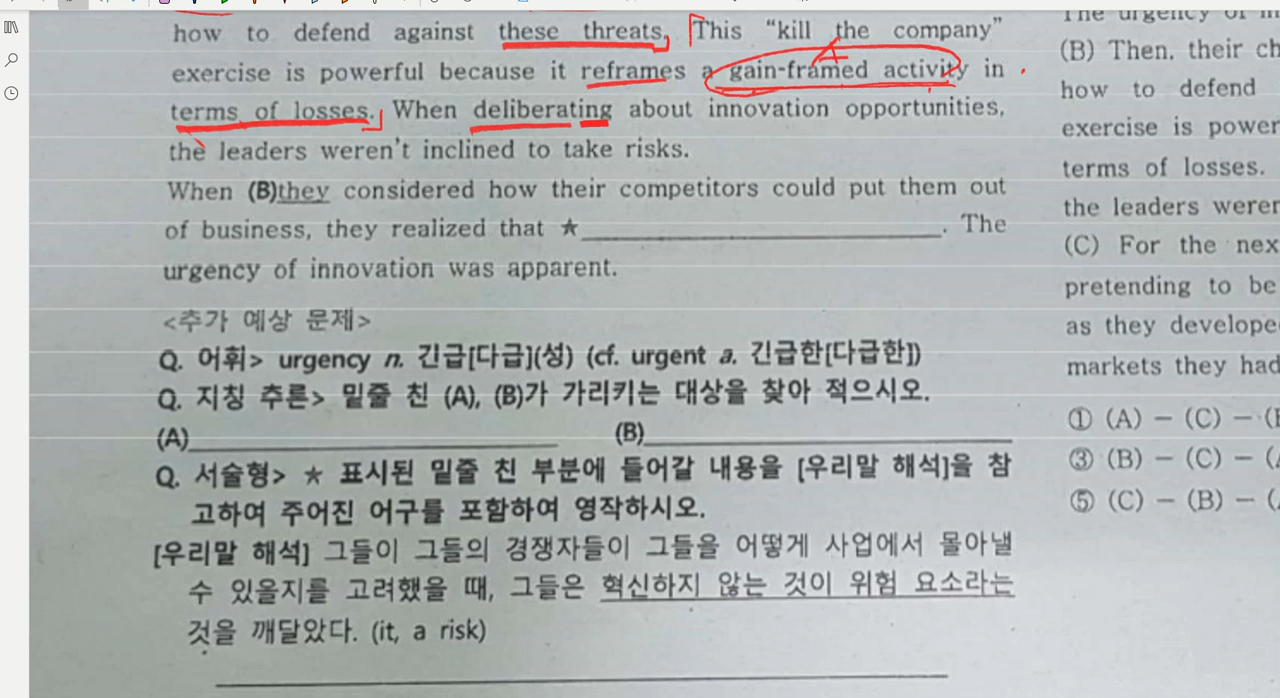 how to defend against these threats. This “kill the company”
exercise is powerful because it reframes a gain-framed activity in
terms of losses. When deliberating about innovation opportunities,
the leaders weren't inclined to take risks.
When (B)they considered how their competitors could put them out
of business, they realized that ★____________________. The
urgency of innovation was apparent.
<추가 예상 문제>
Q. 어휘> urgency n. 긴급[다급](성) (cf. urgent a. 긴급한[다급한])
Q. 지칭 추론> 밑줄 친 (A), (B)가 가리키는 대상을 찾아 적으시오.
(A)____________________ (B)____________________
Q. 서술형> ★ 표시된 밑줄 친 부분에 들어갈 내용을 [우리말 해석]을 참
고하여 주어진 어구를 포함하여 영작하시오.
[우리말 해석] 그들이 그들의 경쟁자들이 그들을 어떻게 사업에서 몰아낼
수 있을지를 고려했을 때, 그들은 혁신하지 않는 것이 위험 요소라는
것을 깨달았다. (it, a risk)
The urgency of
(B) Then, their
how to defend
exercise is
terms of losses.
the leaders
(C) For the
pretending to be
as they
markets they had
① (A) - (C) -
③ (B) - (C) -
⑤ (C) - (B) -